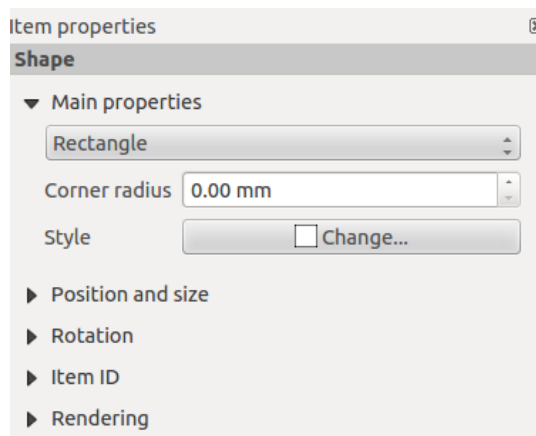 Item properties
Shape
Main properties
Rectangle
Corner radius 0.00 mm
Style Change...
Position and size
Rotation
Item ID
Rendering